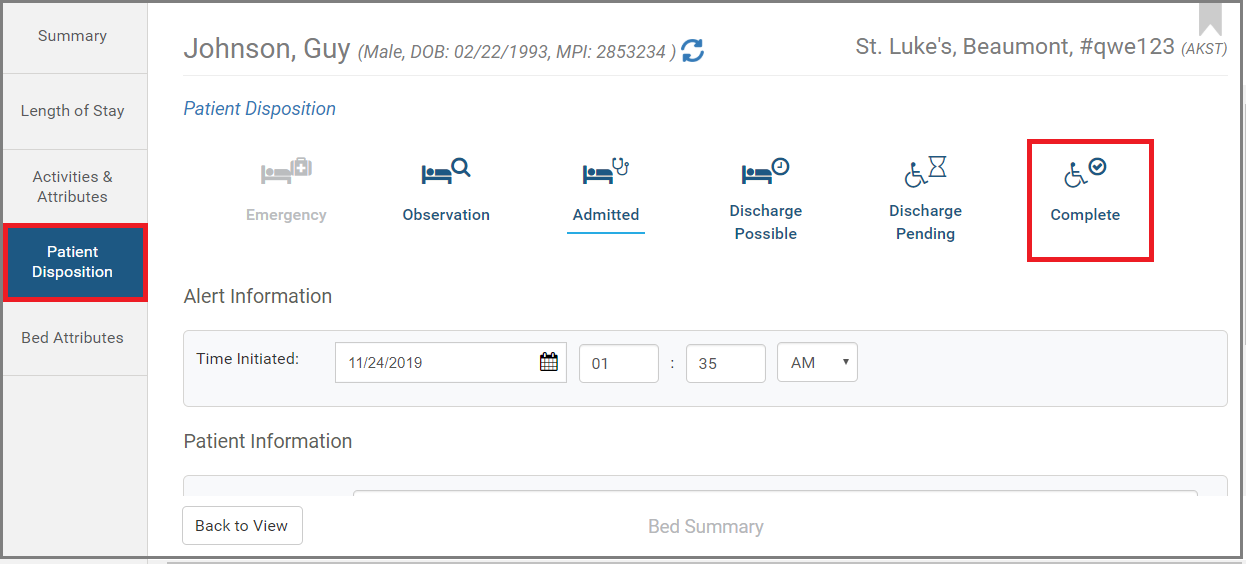 Summary
Length of Stay
Activities &
Attributes
Patient
Disposition
Bed Attributes
Johnson, Guy (Male, DOB: 02/22/1993, MPI: 2853234 )
St. Luke's, Beaumont, #qwe123 (AKST)
Patient Disposition
Emergency
Observation
Admitted
Discharge
Possible
Discharge
Pending
Complete
Alert Information
Time Initiated: 11/24/2019 01 : 35 AM
Patient Information
Back to View
Bed Summary